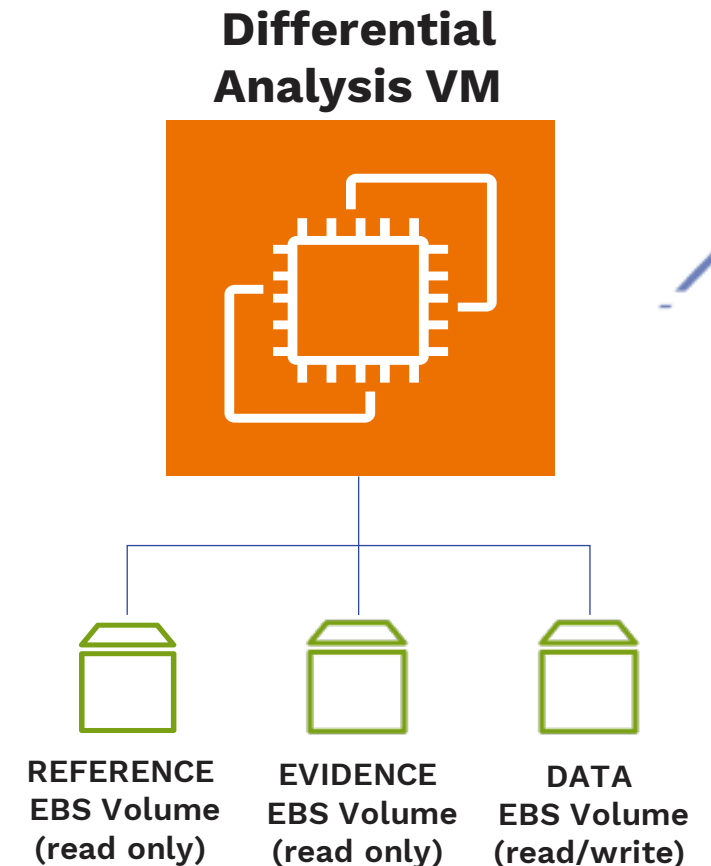 Differential
Analysis VM
REFERENCE
EBS Volume
(read only)
EVIDENCE
EBS Volume
(read only)
DATA
EBS Volume
(read/write)